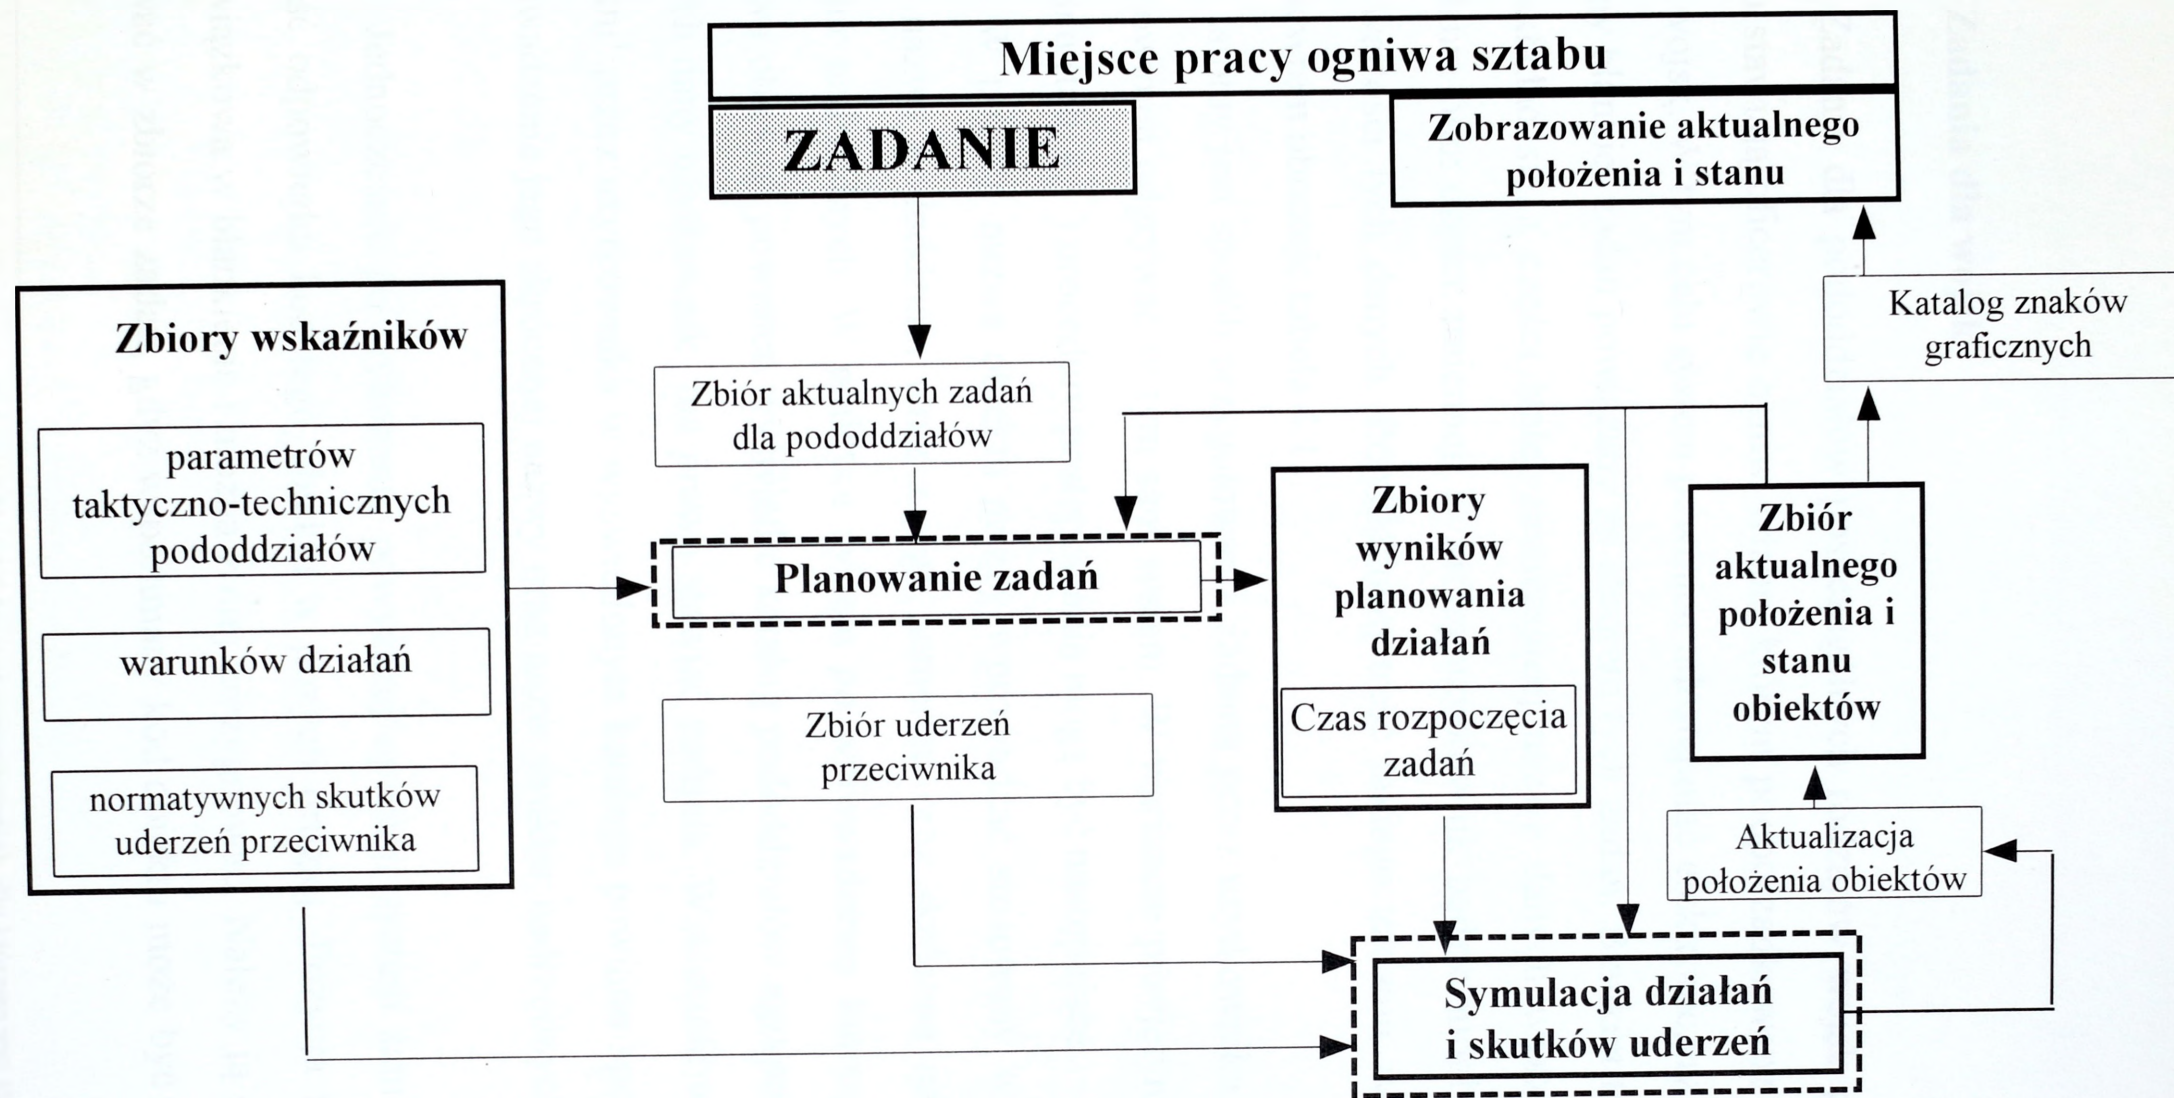 Miejsce pracy ogniwa sztabu
ZADANIE
Zobrazowanie aktualnego
położenia i stanu
Katalog znaków
graficznych
Zbiory wskaźników
parametrów
taktyczno-technicznych
pododdziałów
warunków działań
normatywnych skutków
uderzeń przeciwnika
Zbiór aktualnych zadań
dla pododdziałów
Planowanie zadań
Zbiór uderzeń
przeciwnika
Zbiory
wyników
planowania
działań
Czas rozpoczęcia
zadań
Zbiór
aktualnego
położenia i
stanu
obiektów
Aktualizacja
położenia obiektów
Symulacja działań
i skutków uderzeń